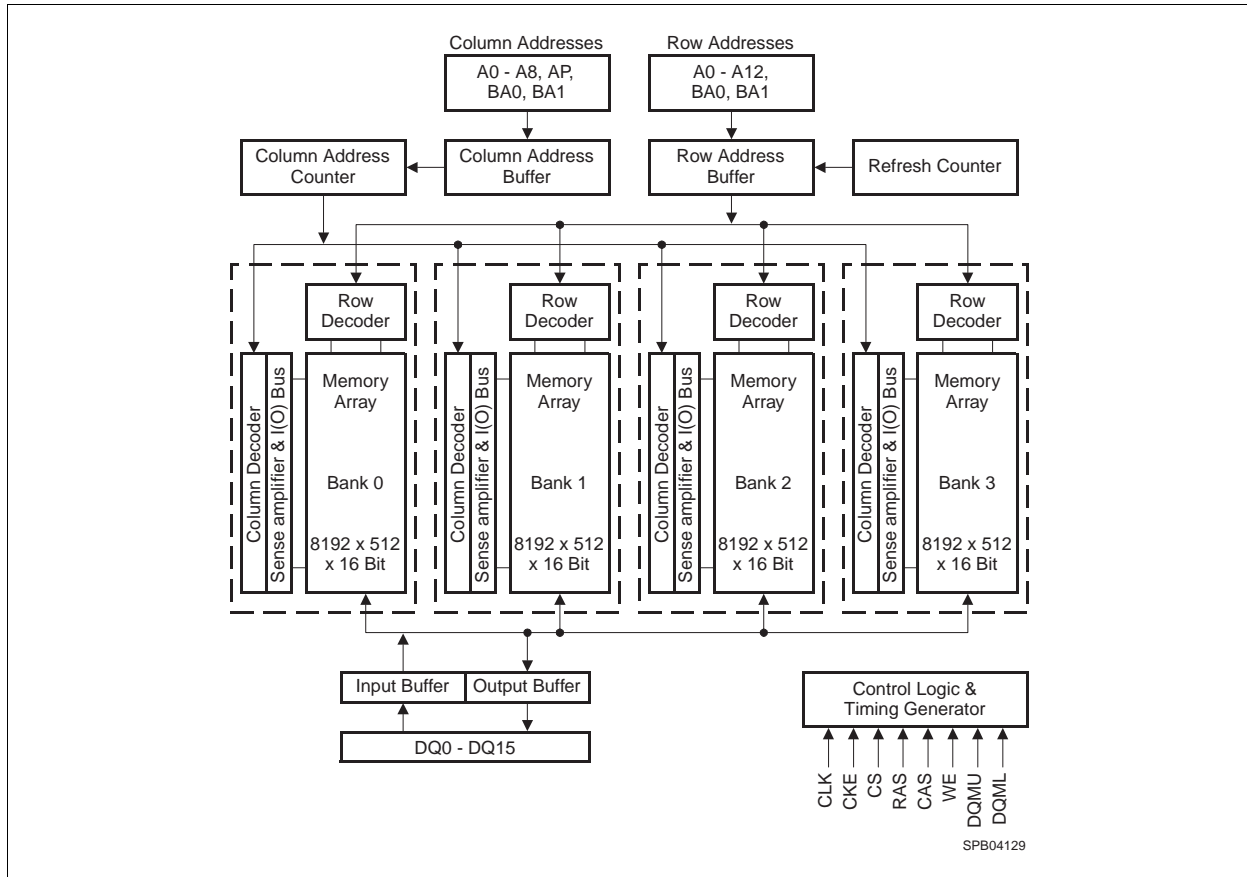 Column Addresses
Row Addresses
A0 - A8, AP,
BA0, BA1
A0 - A12,
BA0, BA1
Column Address
Counter
Column Address
Buffer
Row Address
Buffer
Refresh Counter
Row
Decoder
Row
Decoder
Row
Decoder
Row
Decoder
Column Decoder
Sense amplifier & I(O) Bus
Memory
Array
Bank 0
8192 x 512
x 16 Bit
Column Decoder
Sense amplifier & I(O) Bus
Memory
Array
Bank 1
8192 x 512
x 16 Bit
Column Decoder
Sense amplifier & I(O) Bus
Memory
Array
Bank 2
8192 x 512
x 16 Bit
Column Decoder
Sense amplifier & I(O) Bus
Memory
Array
Bank 3
8192 x 512
x 16 Bit
Input Buffer
Output Buffer
DQ0 - DQ15
Control Logic &
Timing Generator
CLK
CKE
CS
RAS
CAS
WE
DQMU
DQML
SPB04129